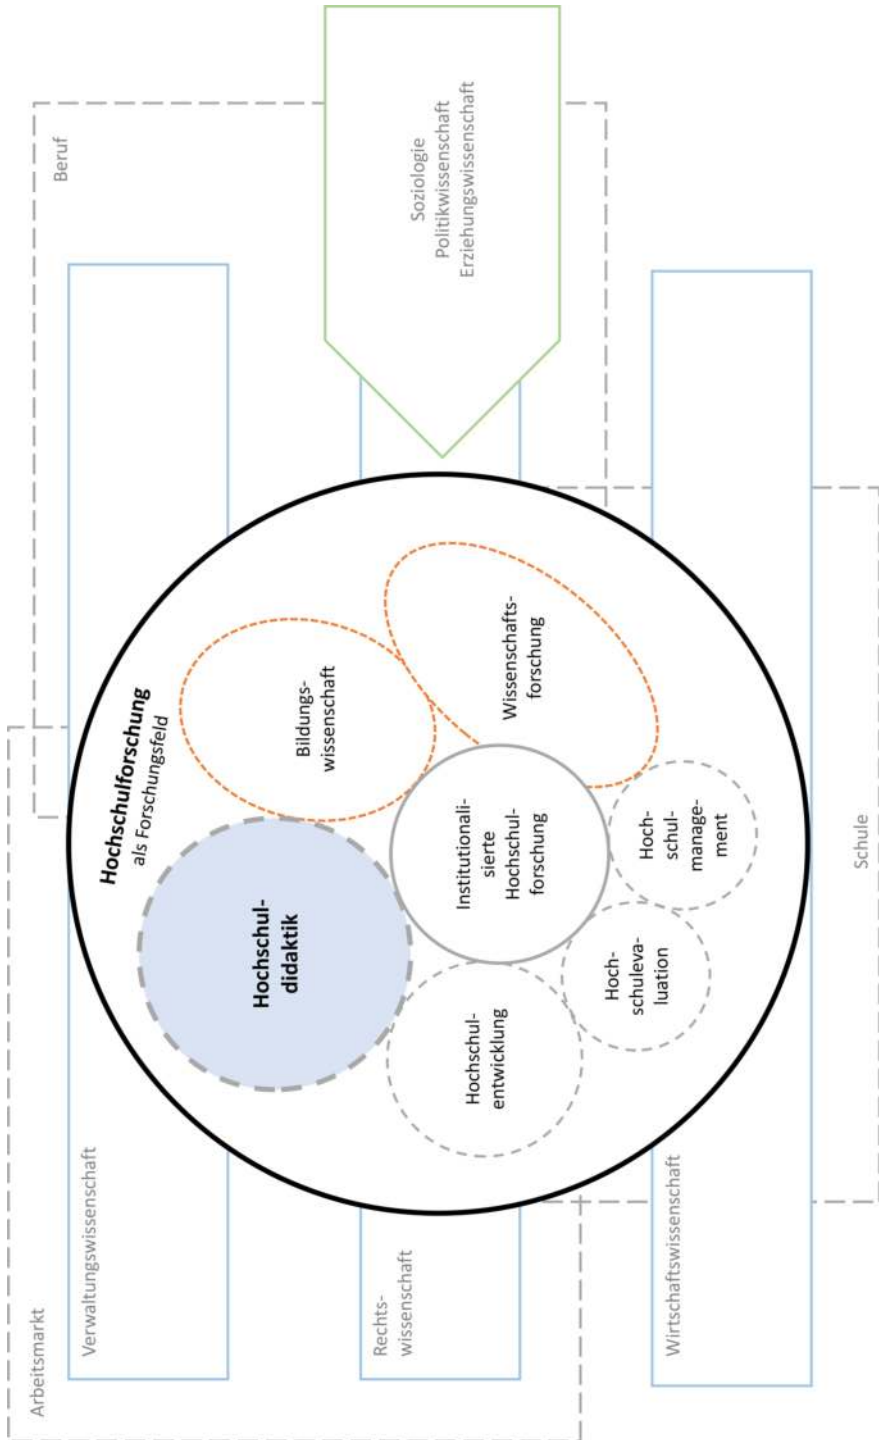 Arbeitsmarkt
Beruf
Verwaltungswissenschaft
Hochschulforschung
als Forschungsfeld
Hochschul-
didaktik
Bildungs-
wissenschaft
Soziologie
Politikwissenschaft
Erziehungswissenschaft
Rechts-
wissenschaft
Hochschul-
entwicklung
Institutionali-
sierte
Hochschul-
forschung
Wissenschafts-
forschung
Hoch-
schuleva-
luation
Hoch-
schul-
manage-
ment
Wirtschaftswissenschaft
Schule